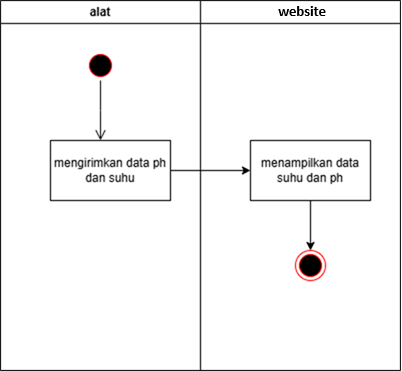 alat
website
mengirimkan data ph
dan suhu
menampilkan data
suhu dan ph